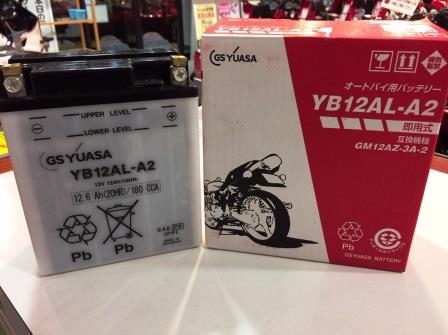 UPPER LEVEL
LOWER LEVEL
GS YUASA
YB12AL-A2
12V 12Ah(10HR)
12.6 Ah(20HR)/180 CCA
Pb
Pb
GS YUASA
オートバイ用バッテリー
YB12AL-A2
即用式
互換機種
GM12AZ-3A-2
Pb
GS YUASA BATTERY